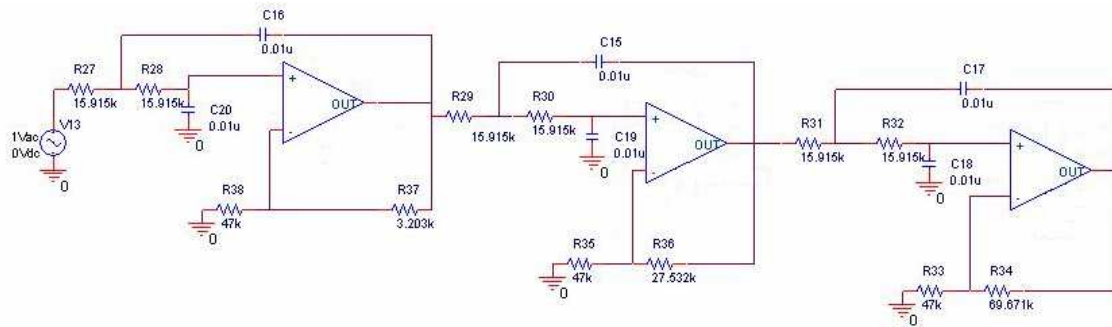 C16
0.01u
R27
15.915k
R28
15.915k
C20
0.01u
0
+
-
OUT
1Vac
0Vdc
V13
0
R38
47k
0
R37
3.203k
C15
0.01u
R29
15.915k
R30
15.915k
C19
0.01u
0
+
-
OUT
R35
47k
0
R36
27.532k
C17
0.01u
R31
15.915k
R32
15.915k
C18
0.01u
0
+
-
OUT
R33
47k
0
R34
69.671k